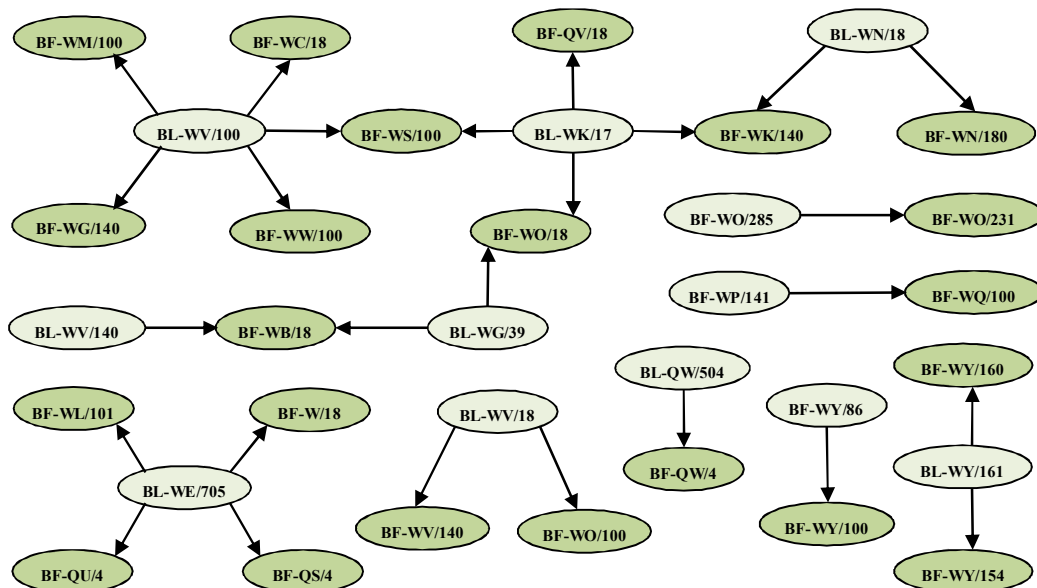 BF-WM/100
BF-WC/18
BF-QV/18
BL-WN/18
BL-WV/100
BF-WS/100
BL-WK/17
BF-WK/140
BF-WN/180
BF-WG/140
BF-WW/100
BF-WO/18
BF-WO/285
BF-WO/231
BF-WP/141
BF-WQ/100
BL-WV/140
BF-WB/18
BL-WG/39
BL-QW/504
BF-WY/160
BF-WL/101
BF-W/18
BL-WV/18
BF-WY/86
BF-QW/4
BL-WY/161
BL-WE/705
BF-WV/140
BF-WO/100
BF-WY/100
BF-QU/4
BF-QS/4
BF-WY/154